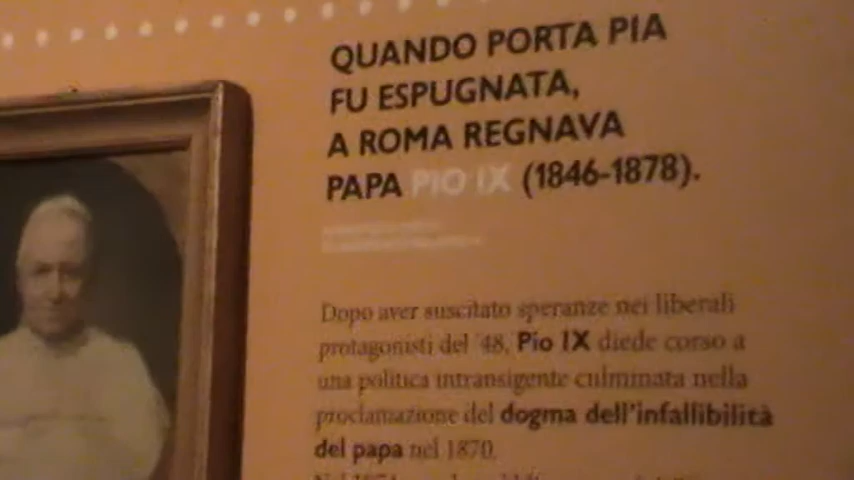 QUANDO PORTA PIA
FU ESPUGNATA,
A ROMA REGNAVA
PAPA PIO IX (1846-1878).
Dopo aver suscitato speranze nei liberali
protagonisti del '48, Pio IX diede corso a
una politica intransigente culminata nella
proclamazione del dogma dell'infallibilità
del papa nel 1870.